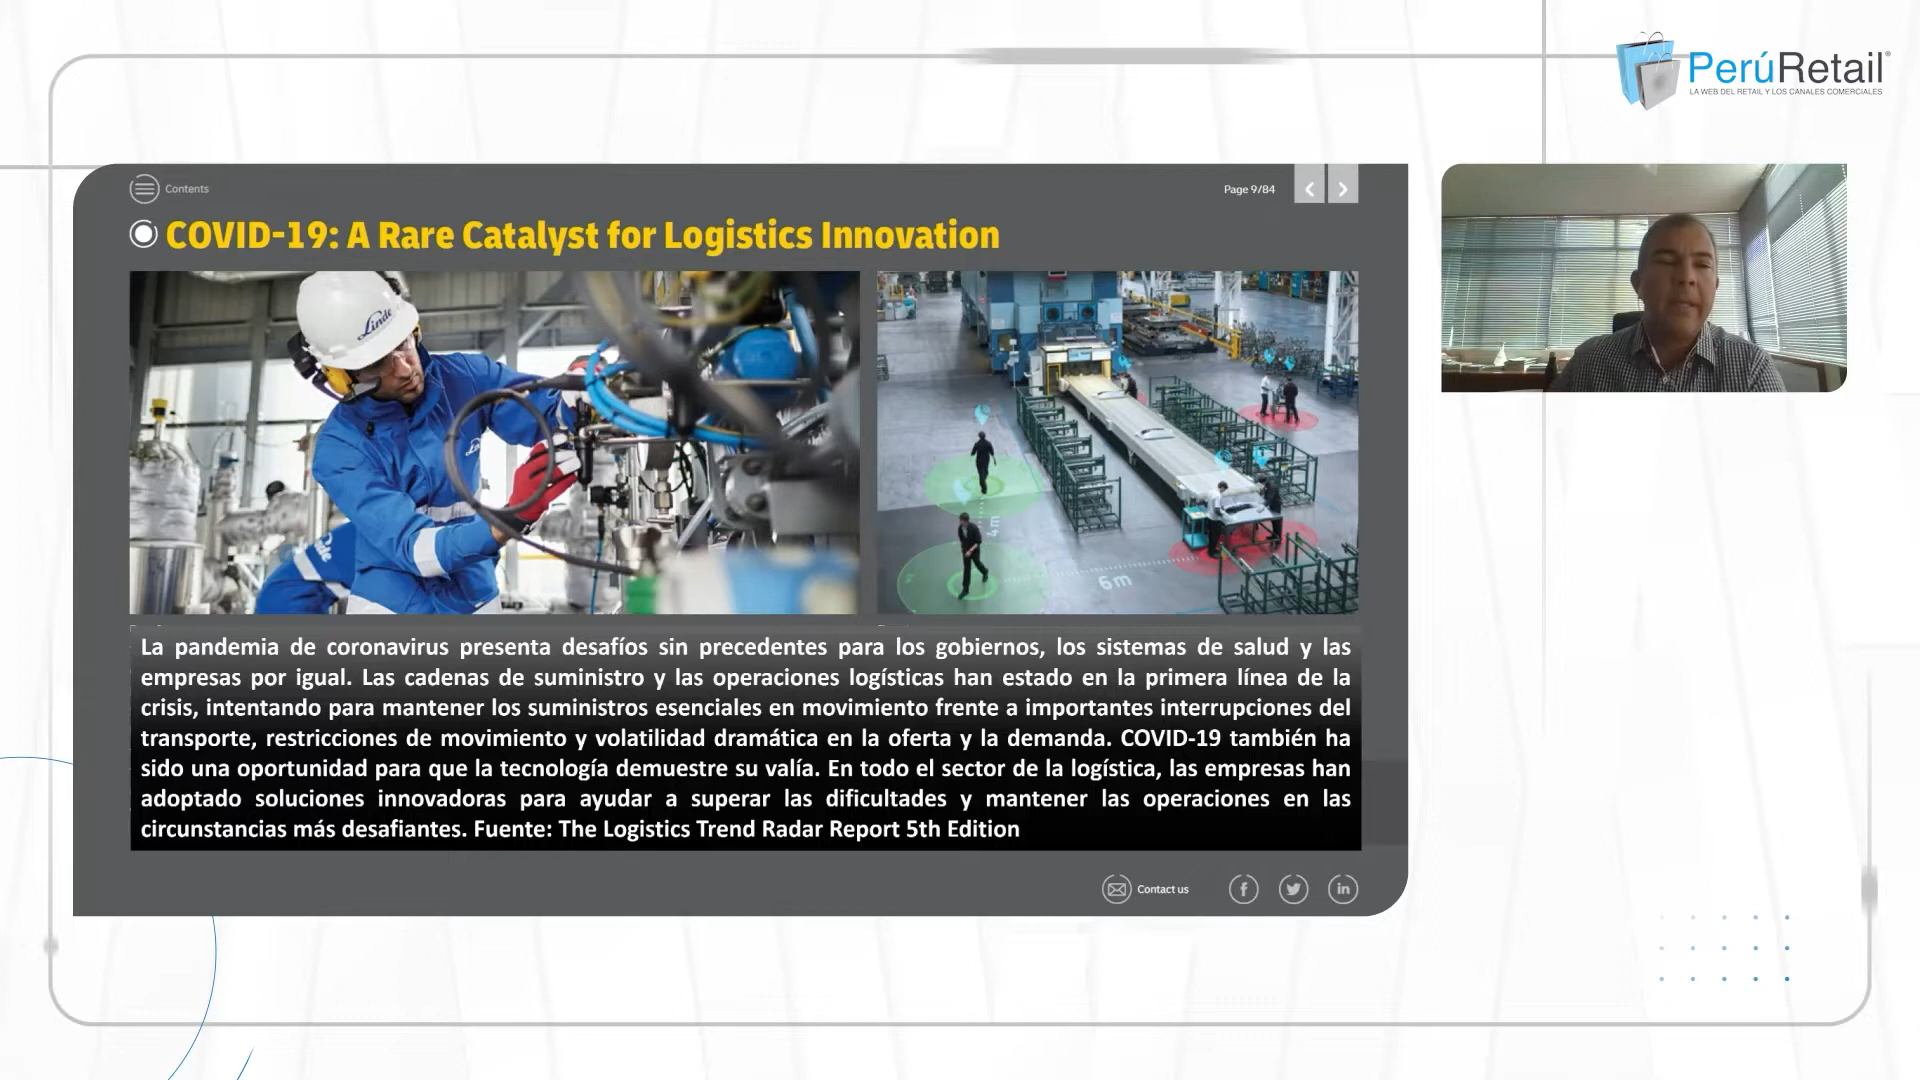 PerúRetail®
LA WEB DEL RETAIL Y LOS CANALES COMERCIALES
Contents
Page 9/84
COVID-19: A Rare Catalyst for Logistics Innovation
Linde
Linde
4 m
6 m
La pandemia de coronavirus presenta desafíos sin precedentes para los gobiernos, los sistemas de salud y las
empresas por igual. Las cadenas de suministro y las operaciones logísticas han estado en la primera línea de la
crisis, intentando para mantener los suministros esenciales en movimiento frente a importantes interrupciones del
transporte, restricciones de movimiento y volatilidad dramática en la oferta y la demanda. COVID-19 también ha
sido una oportunidad para que la tecnología demuestre su valía. En todo el sector de la logística, las empresas han
adoptado soluciones innovadoras para ayudar a superar las dificultades y mantener las operaciones en las
circunstancias más desafiantes. Fuente: The Logistics Trend Radar Report 5th Edition
Contact us